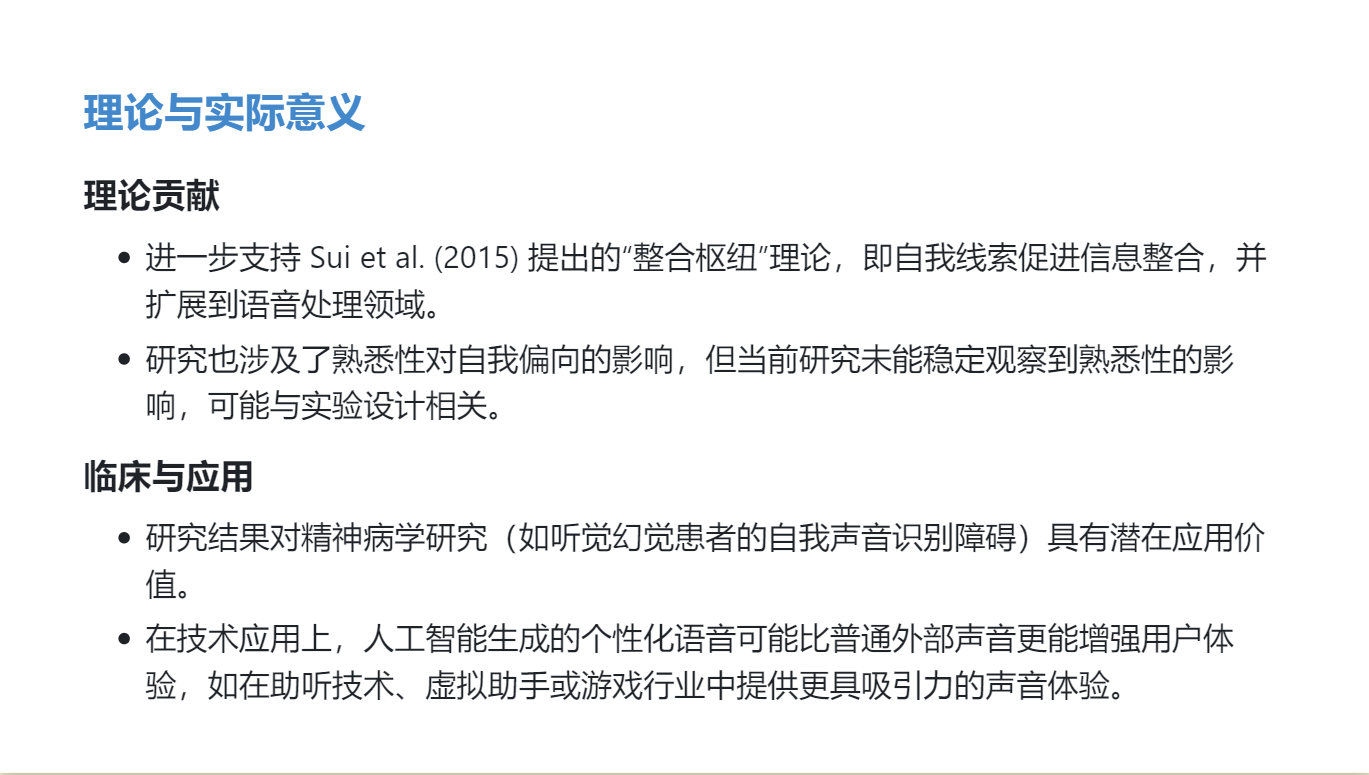 理论与实际意义
理论贡献
• 进一步支持 Sui et al. (2015) 提出的“整合枢纽”理论，即自我线索促进信息整合，并
扩展到语音处理领域。
• 研究也涉及了熟悉性对自我偏向的影响，但当前研究未能稳定观察到熟悉性的影
响，可能与实验设计相关。
临床与应用
• 研究结果对精神病学研究（如听觉幻觉患者的自我声音识别障碍）具有潜在应用价
值。
• 在技术应用上，人工智能生成的个性化语音可能比普通外部声音更能增强用户体
验，如在助听技术、虚拟助手或游戏行业中提供更具吸引力的声音体验。